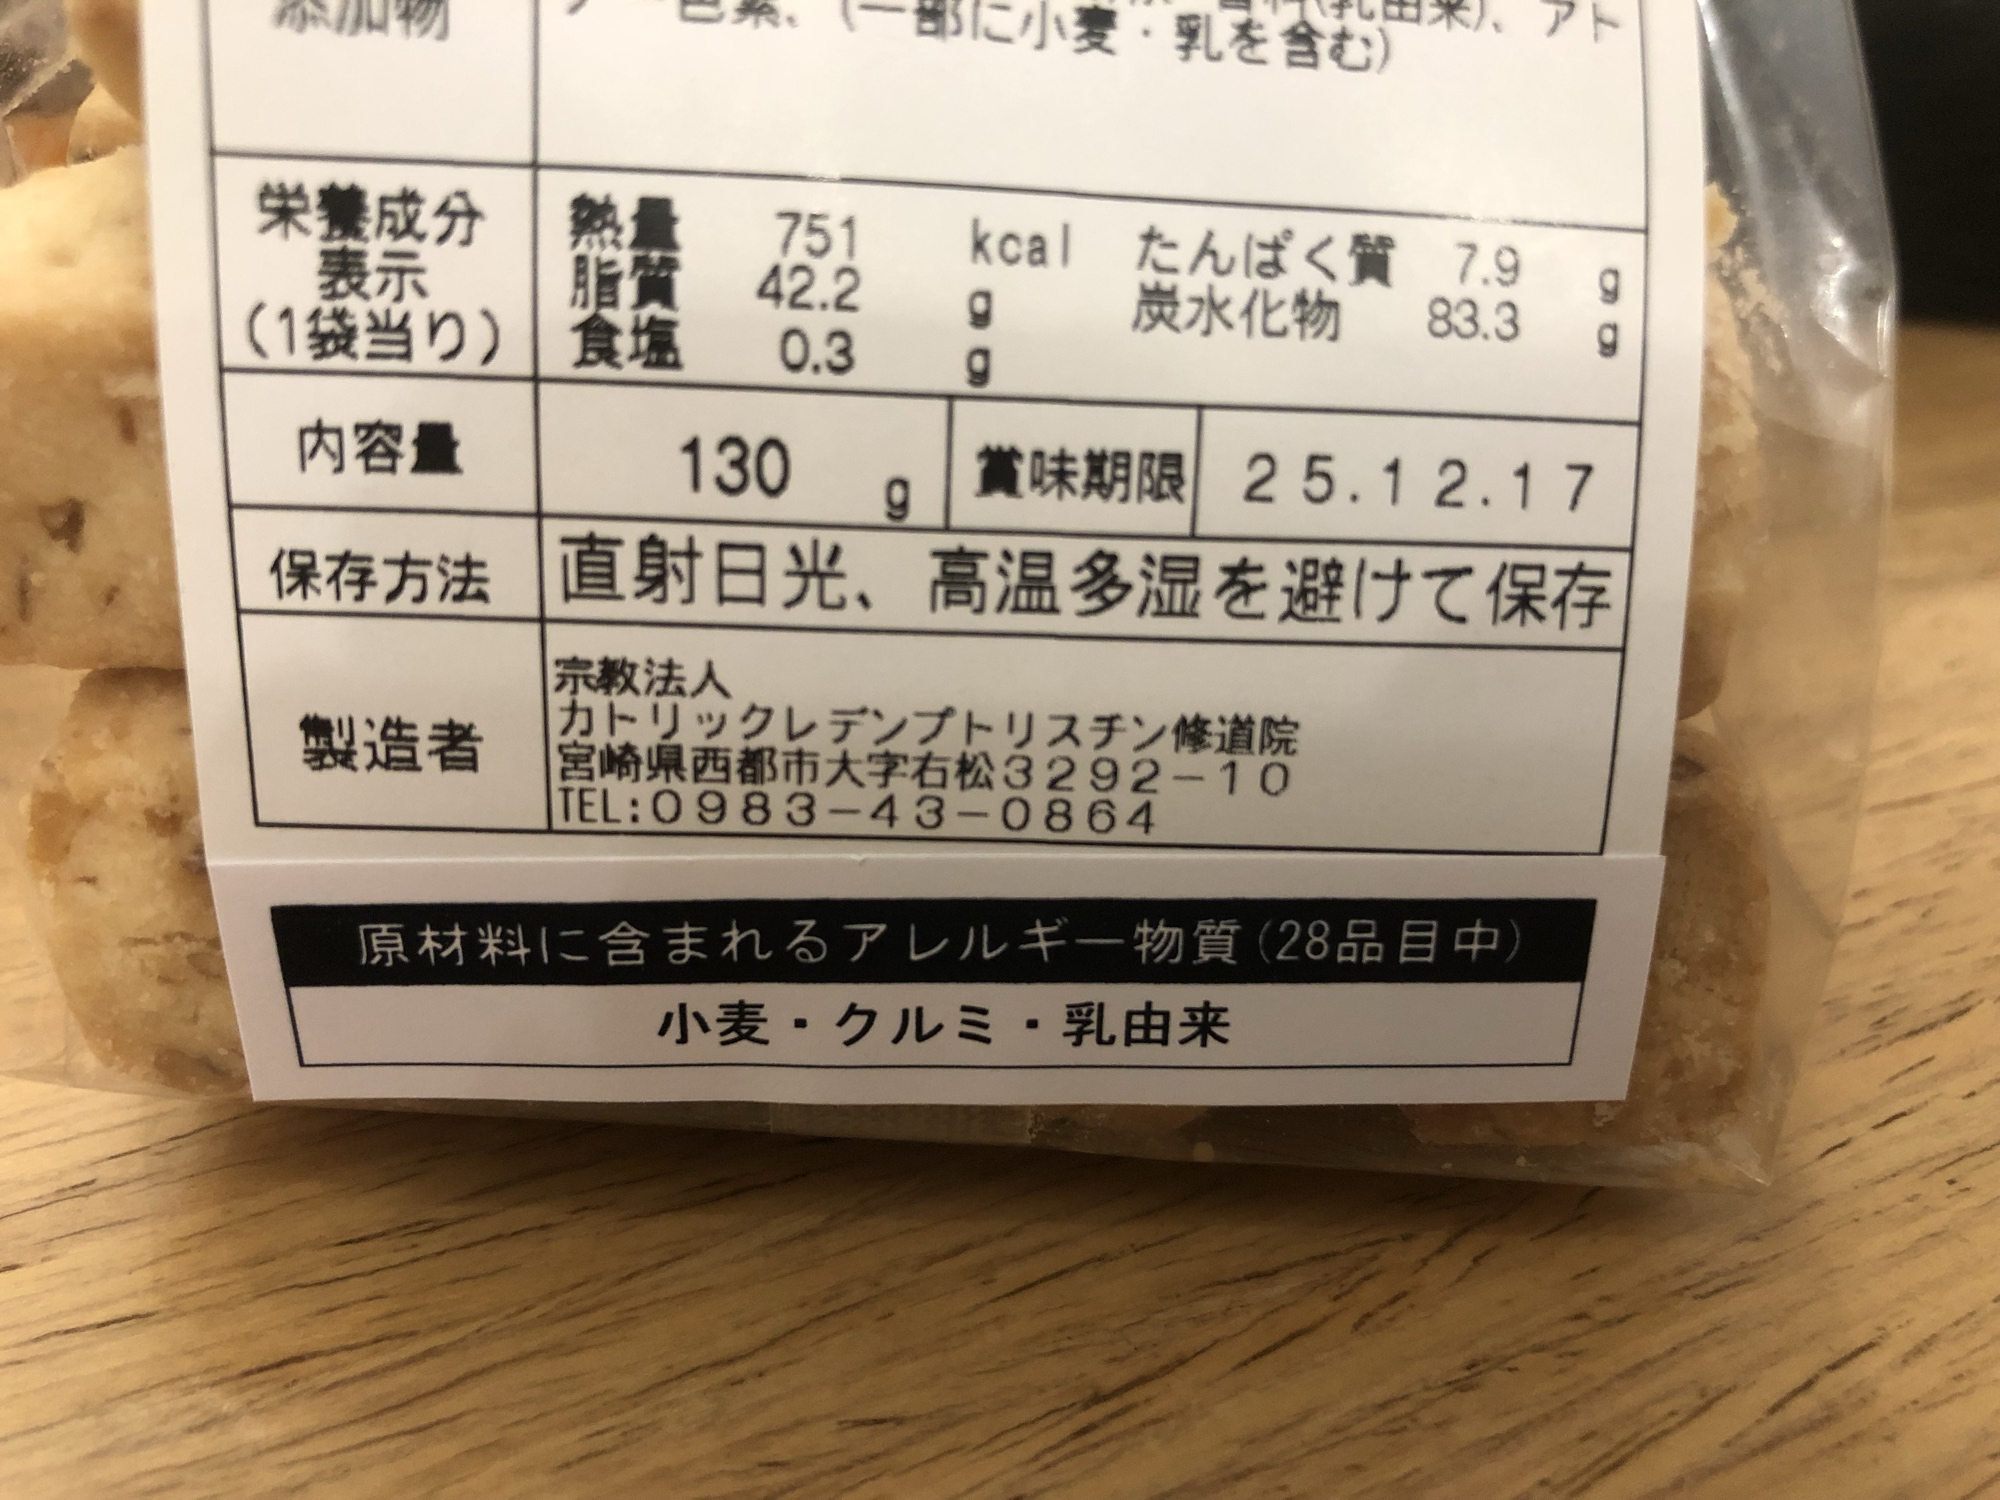 添加物
色素、(一部に小麦・乳を含む)
(乳由来)、アト
栄養成分
表示
(1袋当り)
熱量 751 kcal たんぱく質 7.9 g
脂質 42.2 g 炭水化物 83.3 g
食塩 0.3 g
内容量 130 g 賞味期限 25.12.17
保存方法 直射日光、高温多湿を避けて保存
製造者
宗教法人
カトリックレデンプトリスチン修道院
宮崎県西都市大字右松3292-10
TEL:0983-43-0864
原材料に含まれるアレルギー物質(28品目中)
小麦・クルミ・乳由来